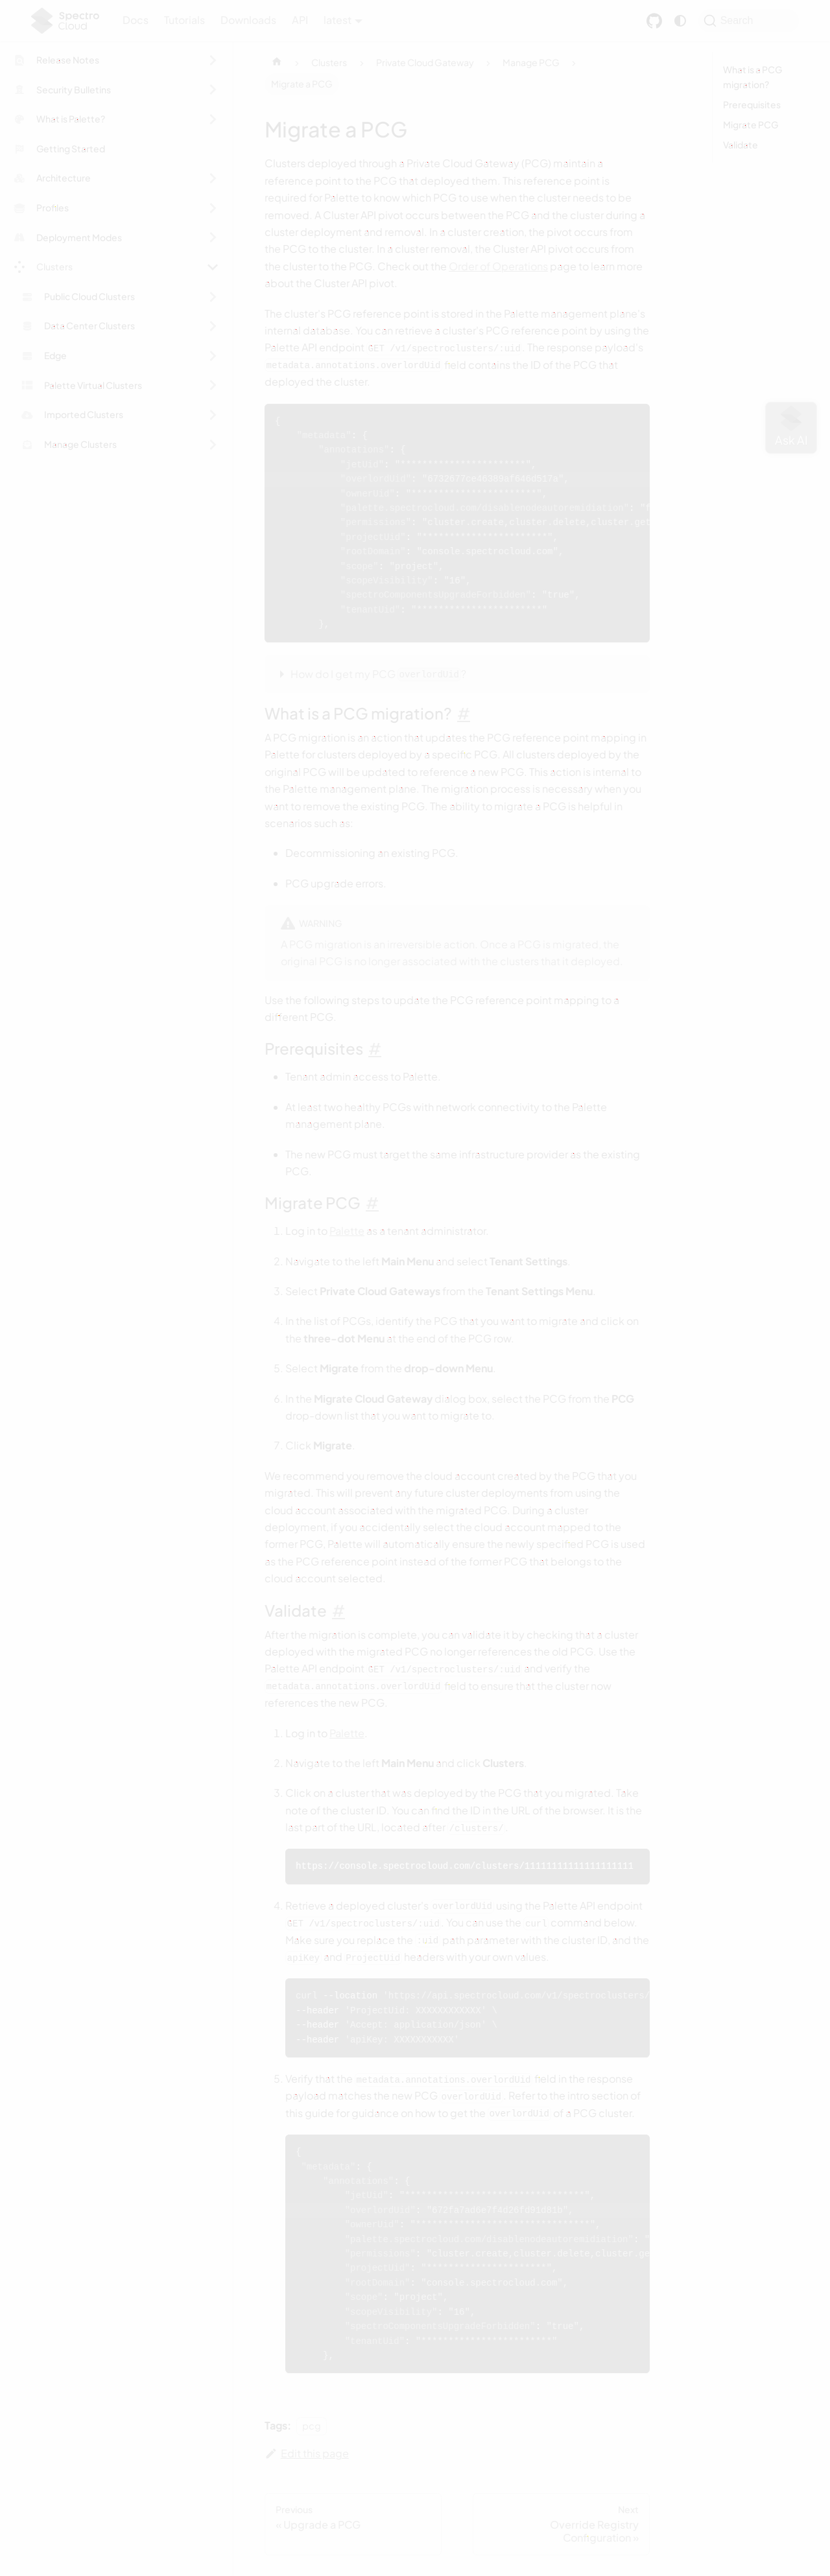 Spectro
Cloud
Docs
Tutorials
Downloads
API
latest
Search
Release Notes
Security Bulletins
What is Palette?
Getting Started
Architecture
Profiles
Deployment Modes
Clusters
Public Cloud Clusters
Data Center Clusters
Edge
Palette Virtual Clusters
Imported Clusters
Manage Clusters
Clusters
Private Cloud Gateway
Manage PCG
Migrate a PCG
What is a PCG
migration?
Prerequisites
Migrate PCG
Validate
Ask AI
Migrate a PCG
Clusters deployed through a Private Cloud Gateway (PCG) maintain a
reference point to the PCG that deployed them. This reference point is
required for Palette to know which PCG to use when the cluster needs to be
removed. A Cluster API pivot occurs between the PCG and the cluster during a
cluster deployment and removal. In a cluster creation, the pivot occurs from
the PCG to the cluster. In a cluster removal, the Cluster API pivot occurs from
the cluster to the PCG. Check out the Order of Operations page to learn more
about the Cluster API pivot.
The cluster's PCG reference point is stored in the Palette management plane's
internal database. You can retrieve a cluster's PCG reference point by using the
Palette API endpoint GET /v1/spectroclusters/:uid. The response payload's
metadata.annotations.overlordUid field contains the ID of the PCG that
deployed the cluster.
{
"metadata": {
"annotations": {
"ownerUid": "************************",
"permissions": "cluster.create,cluster.delete,cluster.get
"projectUid": "************************",
"rootDomain": "console.spectrocloud.com",
"scope": "project",
"scopeVisibility": "16",
"spectroComponentsUpgradeForbidden": "true",
"tenantUid": "************************"
},
How do I get my PCG overlordUid?
What is a PCG migration? #
A PCG migration is an action that updates the PCG reference point mapping in
Palette for clusters deployed by a specific PCG. All clusters deployed by the
original PCG will be updated to reference a new PCG. This action is internal to
the Palette management plane. The migration process is necessary when you
want to remove the existing PCG. The ability to migrate a PCG is helpful in
scenarios such as:
• Decommissioning an existing PCG.
• PCG upgrade errors.
WARNING
A PCG migration is an irreversible action. Once a PCG is migrated, the
original PCG is no longer associated with the clusters that it deployed.
Use the following steps to update the PCG reference point mapping to a
different PCG.
Prerequisites #
• Tenant admin access to Palette.
• At least two healthy PCGs with network connectivity to the Palette
management plane.
• The new PCG must target the same infrastructure provider as the existing
PCG.
Migrate PCG #
1. Log in to Palette as a tenant administrator.
2. Navigate to the left Main Menu and select Tenant Settings.
3. Select Private Cloud Gateways from the Tenant Settings Menu.
4. In the list of PCGs, identify the PCG that you want to migrate and click on
the three-dot Menu at the end of the PCG row.
5. Select Migrate from the drop-down Menu.
6. In the Migrate Cloud Gateway dialog box, select the PCG from the PCG
drop-down list that you want to migrate to.
7. Click Migrate.
We recommend you remove the cloud account created by the PCG that you
migrated. This will prevent any future cluster deployments from using the
cloud account associated with the migrated PCG. During a cluster
deployment, if you accidentally select the cloud account mapped to the
former PCG, Palette will automatically ensure the newly specified PCG is used
as the PCG reference point instead of the former PCG that belongs to the
cloud account selected.
Validate #
After the migration is complete, you can validate it by checking that a cluster
deployed with the migrated PCG no longer references the old PCG. Use the
Palette API endpoint GET /v1/spectroclusters/:uid and verify the
metadata.annotations.overlordUid field to ensure that the cluster now
references the new PCG.
1. Log in to Palette.
2. Navigate to the left Main Menu and click Clusters.
3. Click on a cluster that was deployed by the PCG that you migrated. Take
note of the cluster ID. You can find the ID in the URL of the browser. It is the
last part of the URL, located after /clusters/.
4. Retrieve a deployed cluster's overlordUid using the Palette API endpoint
GET /v1/spectroclusters/:uid. You can use the curl command below.
Make sure you replace the :uid path parameter with the cluster ID, and the
apiKey and ProjectUid headers with your own values.
curl --location 'https://api.spectrocloud.com/v1/spectroclusters/
--header 'ProjectUid: XXXXXXXXXXXX' \
--header 'Accept: application/json' \
--header 'apiKey: XXXXXXXXXXX'
5. Verify that the metadata.annotations.overlordUid field in the response
payload matches the new PCG overlordUid. Refer to the intro section of
this guide for guidance on how to get the overlordUid of a PCG cluster.
{
"metadata": {
"annotations": {
"permissions": "cluster.create,cluster.delete,cluster.ge
"rootDomain": "console.spectrocloud.com",
"scope": "project",
"scopeVisibility": "16",
"spectroComponentsUpgradeForbidden": "true",
},
Tags: pcg
Edit this page
Previous
« Upgrade a PCG
Next
Override Registry
Configuration »